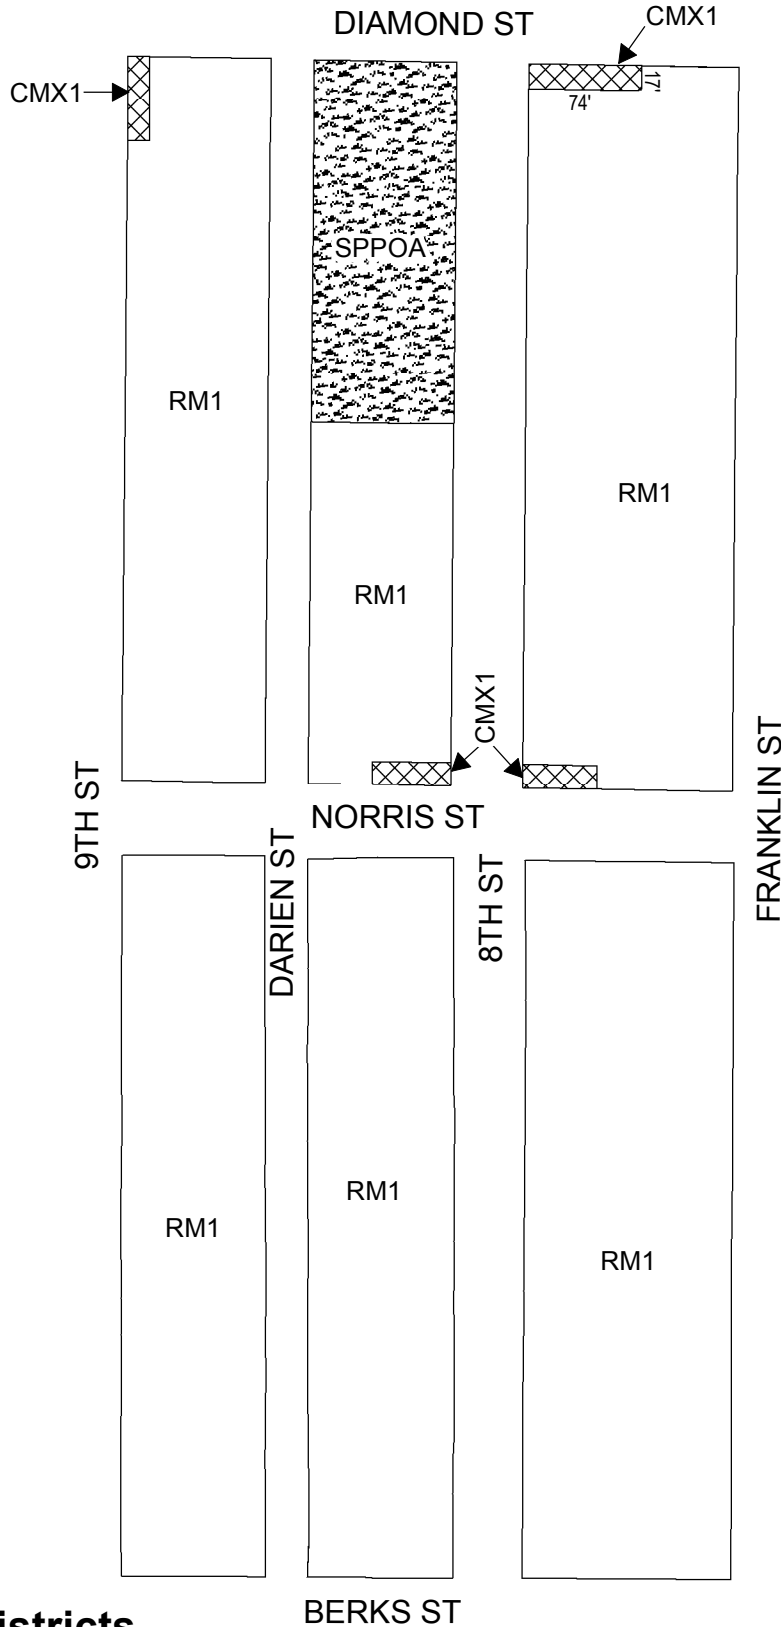 DIAMOND ST
CMX1
CMX1
17'
74'
SPPOA
RM1
RM1
RM1
CMX1
9TH ST
NORRIS ST
FRANKLIN ST
DARIEN ST
8TH ST
RM1
RM1
RM1
BERKS ST
istricts